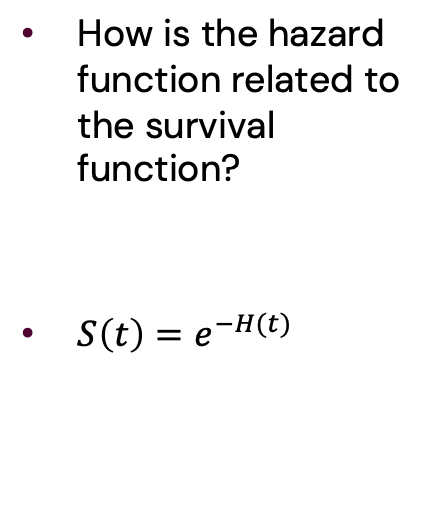 • How is the hazard
function related to
the survival
function?
• S(t) = e^{-H(t)}